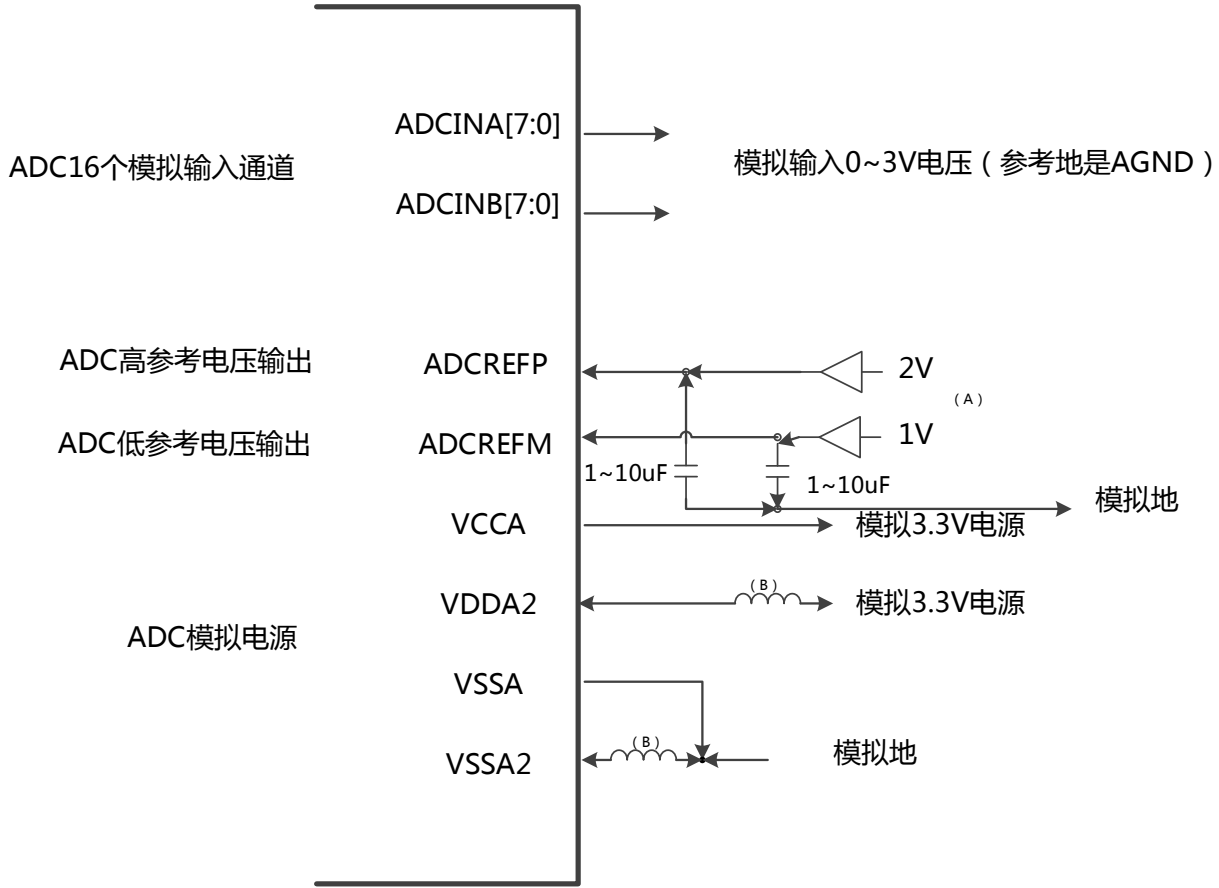 ADCINA[7:0]
ADC16个模拟输入通道
模拟输入0~3V电压（参考地是AGND）
ADCINB[7:0]
ADC高参考电压输出
ADCREFP
2V
（A）
ADC低参考电压输出
ADCREFM
1V
1~10uF
1~10uF
模拟地
VCCA
模拟3.3V电源
（B）
VDDA2
模拟3.3V电源
ADC模拟电源
VSSA
（B）
VSSA2
模拟地